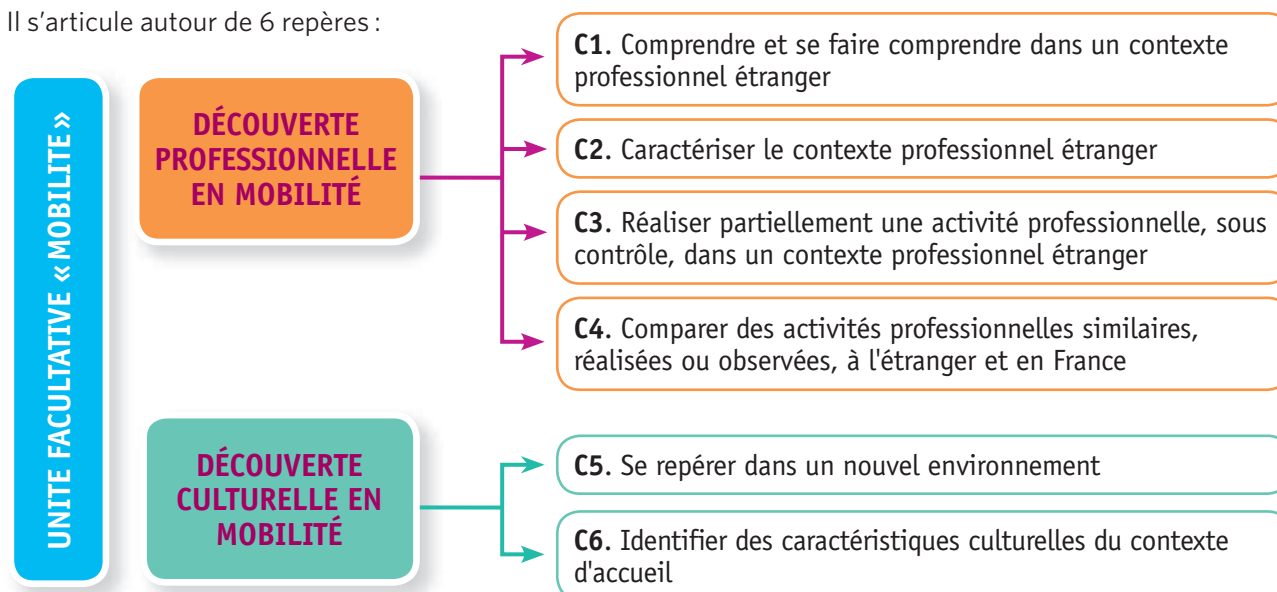 Il s'articule autour de 6 repères :
UNITE FACULTATIVE « MOBILITE »
DÉCOUVERTE
PROFESSIONNELLE
EN MOBILITÉ
C1. Comprendre et se faire comprendre dans un contexte
professionnel étranger
C2. Caractériser le contexte professionnel étranger
C3. Réaliser partiellement une activité professionnelle, sous
contrôle, dans un contexte professionnel étranger
C4. Comparer des activités professionnelles similaires,
réalisées ou observées, à l'étranger et en France
DÉCOUVERTE
CULTURELLE EN
MOBILITÉ
C5. Se repérer dans un nouvel environnement
C6. Identifier des caractéristiques culturelles du contexte
d'accueil